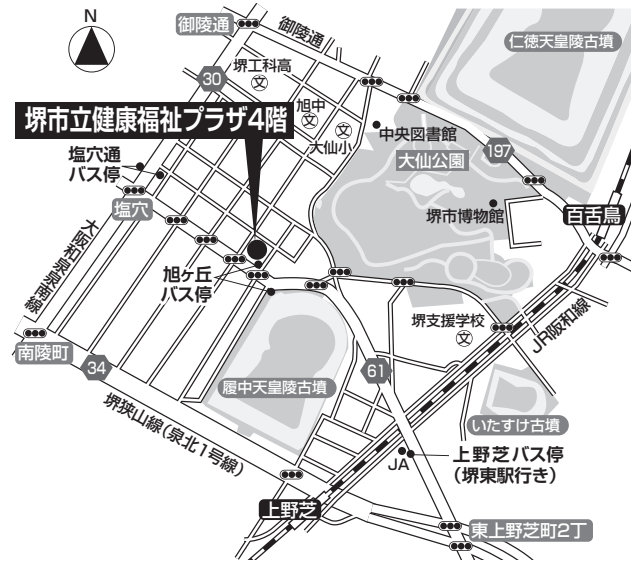 N
御陵通
御陵通
仁徳天皇陵古墳
堺工科高
文
30
旭中
文
文
大仙小
堺市立健康福祉プラザ4階
中央図書館
大仙公園
197
塩穴通
バス停
塩穴
堺市博物館
百舌鳥
大阪和泉泉南線
旭ヶ丘
バス停
堺支援学校
文
JR阪和線
南陵町
34
61
履中天皇陵古墳
いたすけ古墳
堺狭山線(泉北1号線)
JA
上野芝バス停
(堺東駅行き)
上野芝
東上野芝町2丁